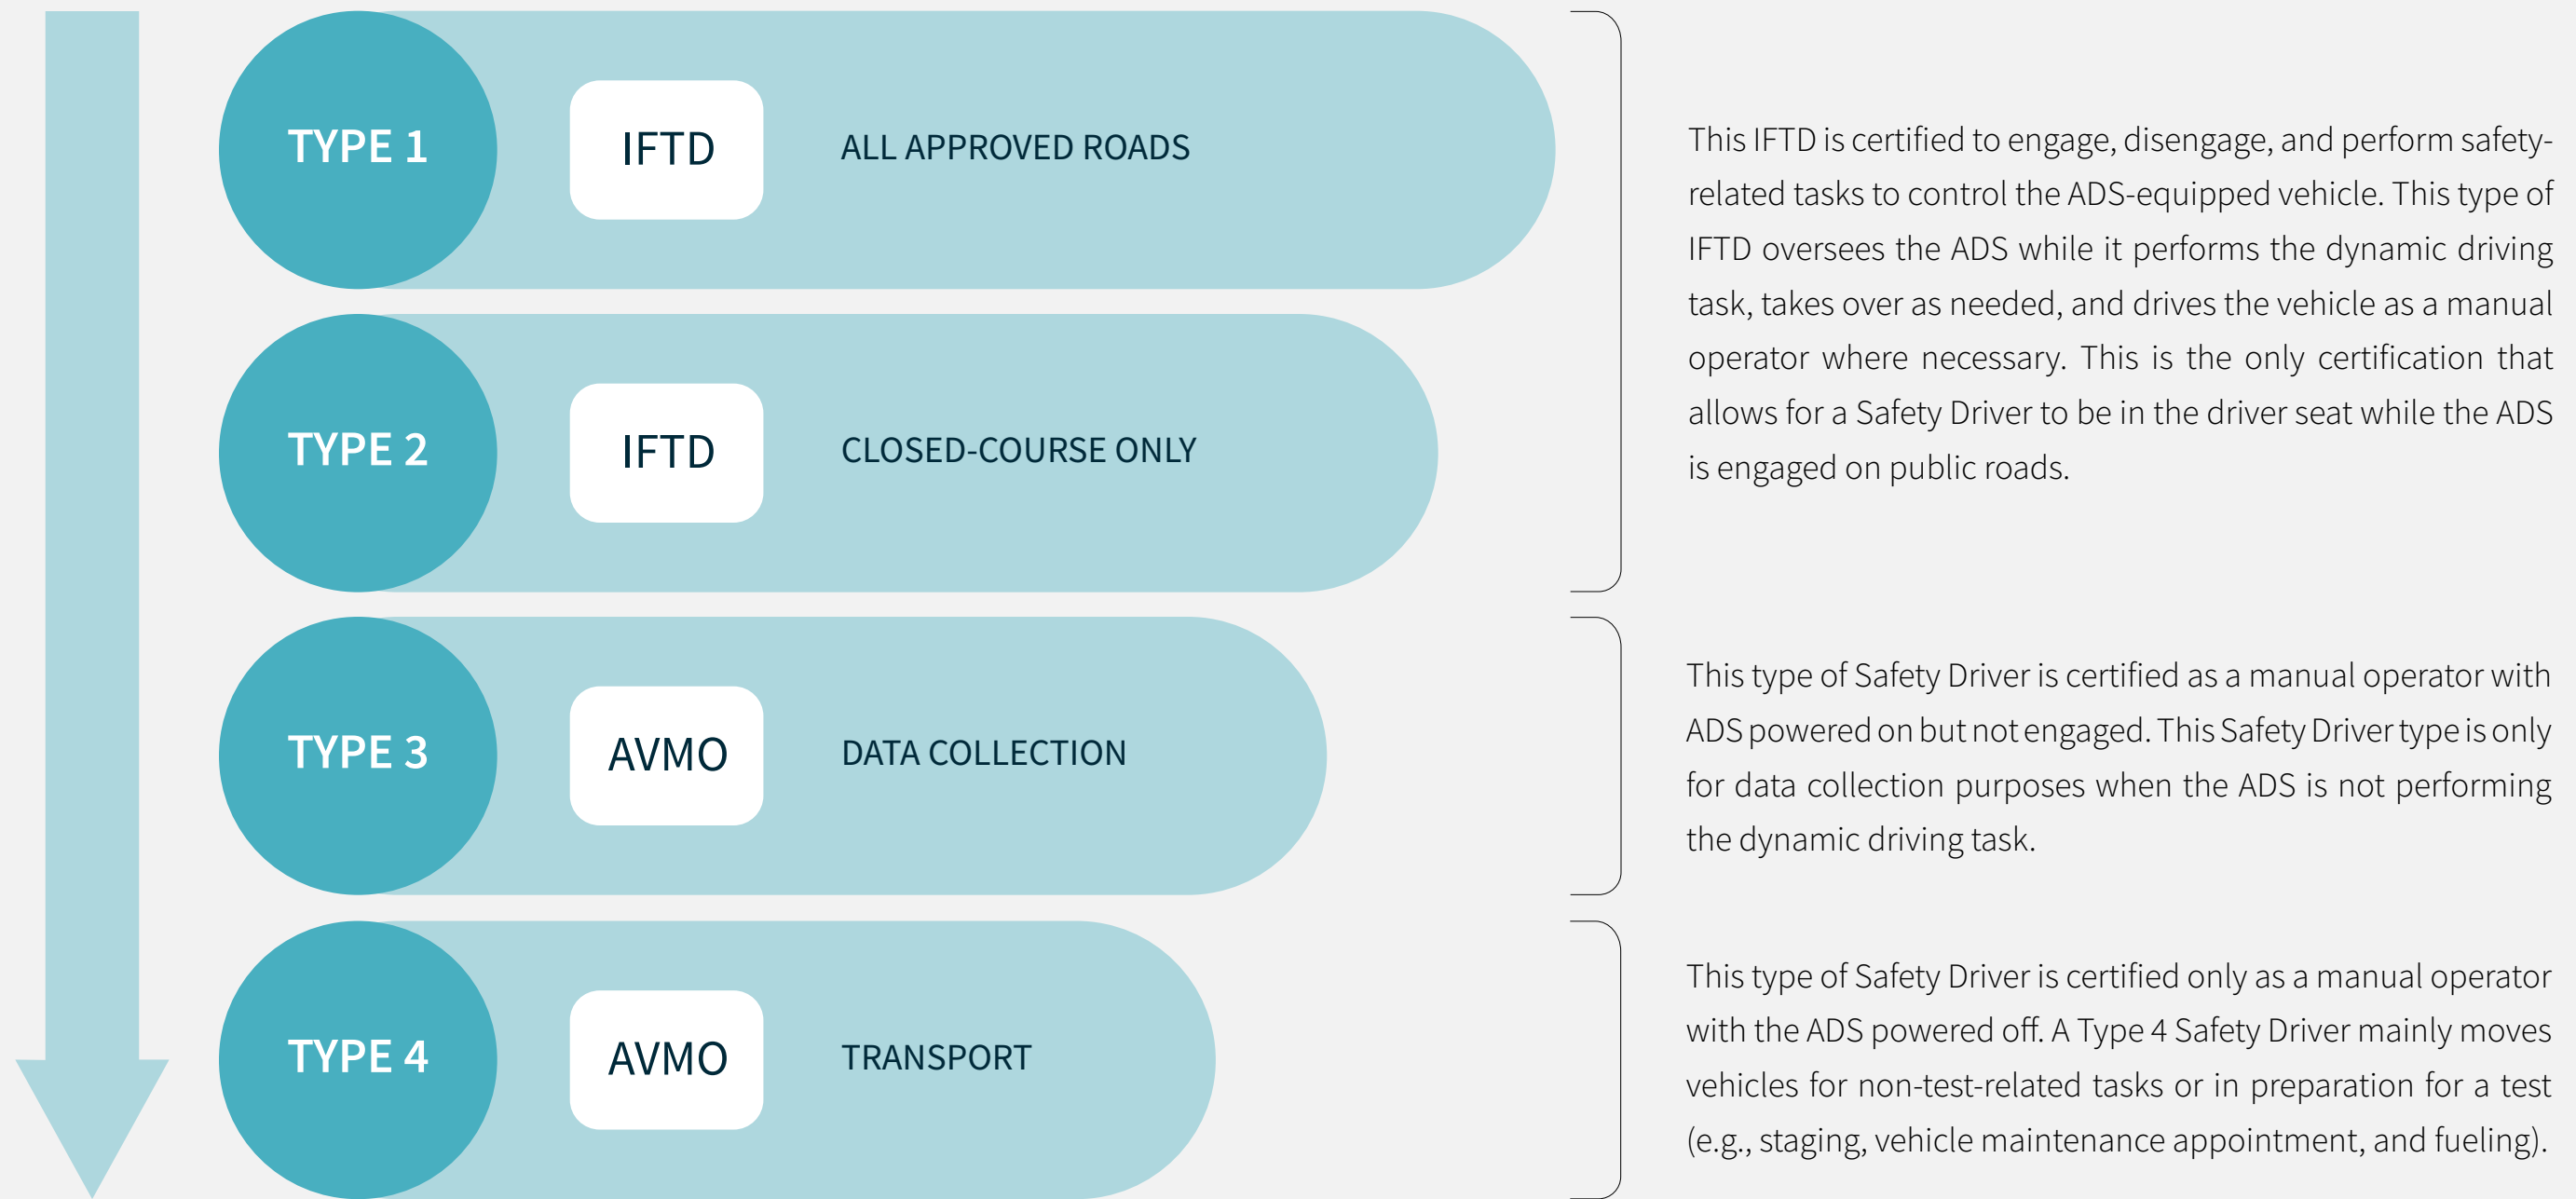 TYPE 1
IFTD
ALL APPROVED ROADS
TYPE 2
IFTD
CLOSED-COURSE ONLY
This IFTD is certified to engage, disengage, and perform safety-
related tasks to control the ADS-equipped vehicle. This type of
IFTD oversees the ADS while it performs the dynamic driving
task, takes over as needed, and drives the vehicle as a manual
operator where necessary. This is the only certification that
allows for a Safety Driver to be in the driver seat while the ADS
is engaged on public roads.
TYPE 3
AVMO
DATA COLLECTION
This type of Safety Driver is certified as a manual operator with
ADS powered on but not engaged. This Safety Driver type is only
for data collection purposes when the ADS is not performing
the dynamic driving task.
TYPE 4
AVMO
TRANSPORT
This type of Safety Driver is certified only as a manual operator
with the ADS powered off. A Type 4 Safety Driver mainly moves
vehicles for non-test-related tasks or in preparation for a test
(e.g., staging, vehicle maintenance appointment, and fueling).